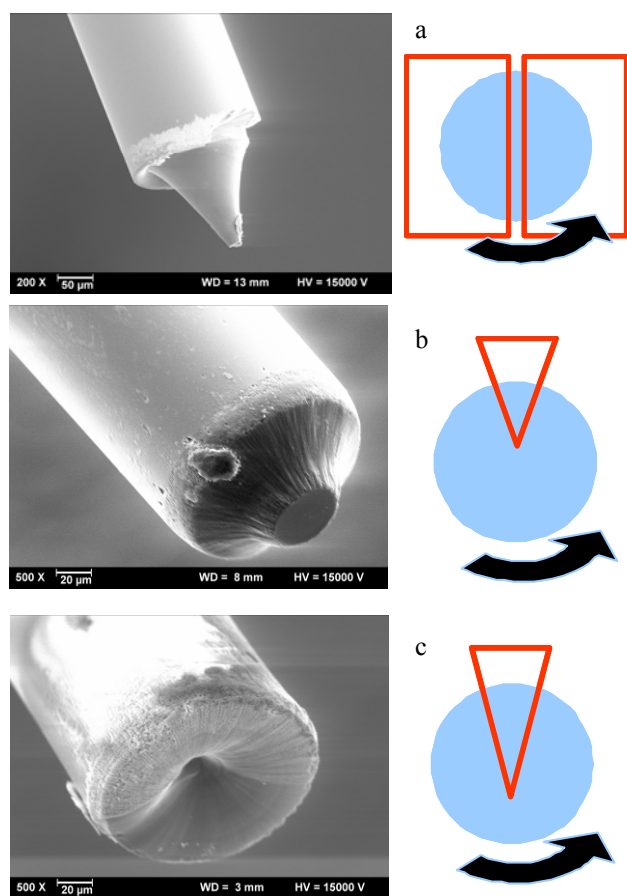 a
200 X 50 µm WD = 13 mm HV = 15000 V
b
500 X 20 µm WD = 8 mm HV = 15000 V
c
500 X 20 µm WD = 3 mm HV = 15000 V